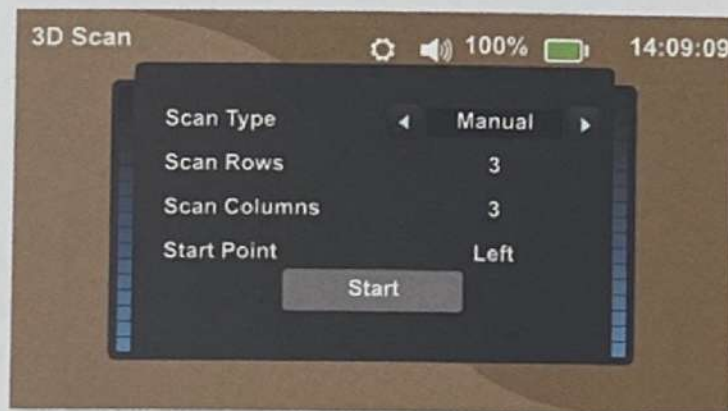 3D Scan 100% 14:09:09
Scan Type Manual
Scan Rows 3
Scan Columns 3
Start Point Left
Start